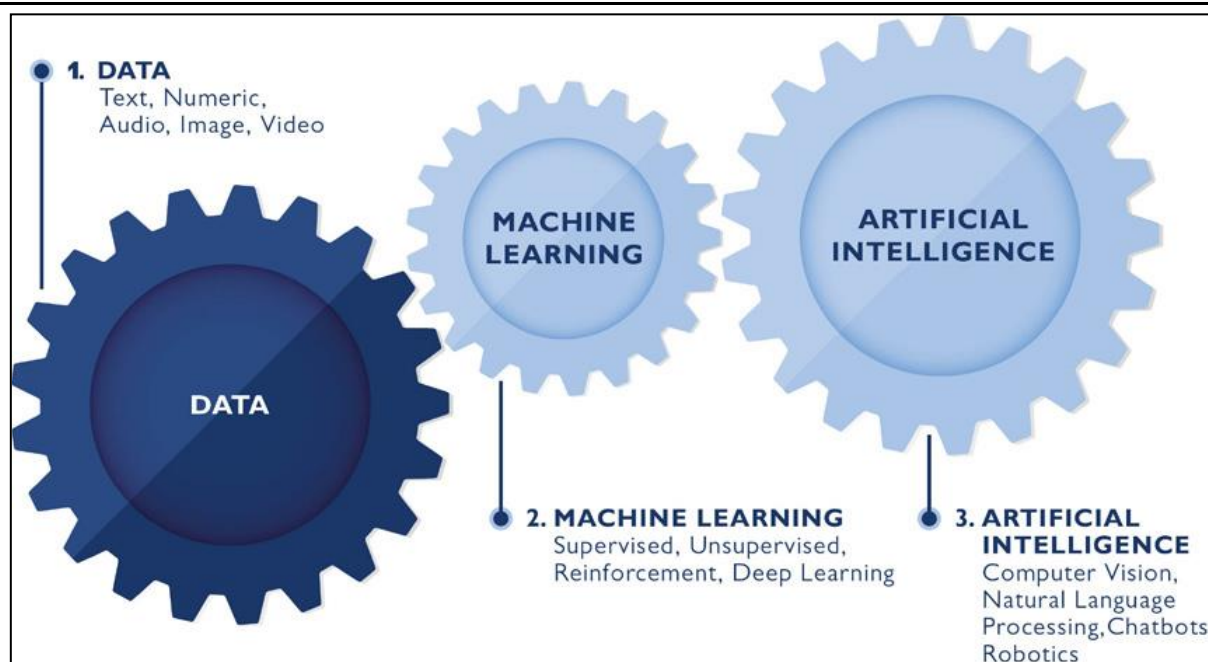 1. DATA
Text, Numeric,
Audio, Image, Video
MACHINE
LEARNING
ARTIFICIAL
INTELLIGENCE
DATA
2. MACHINE LEARNING
Supervised, Unsupervised,
Reinforcement, Deep Learning
3. ARTIFICIAL
INTELLIGENCE
Computer Vision,
Natural Language
Processing,Chatbots
Robotics